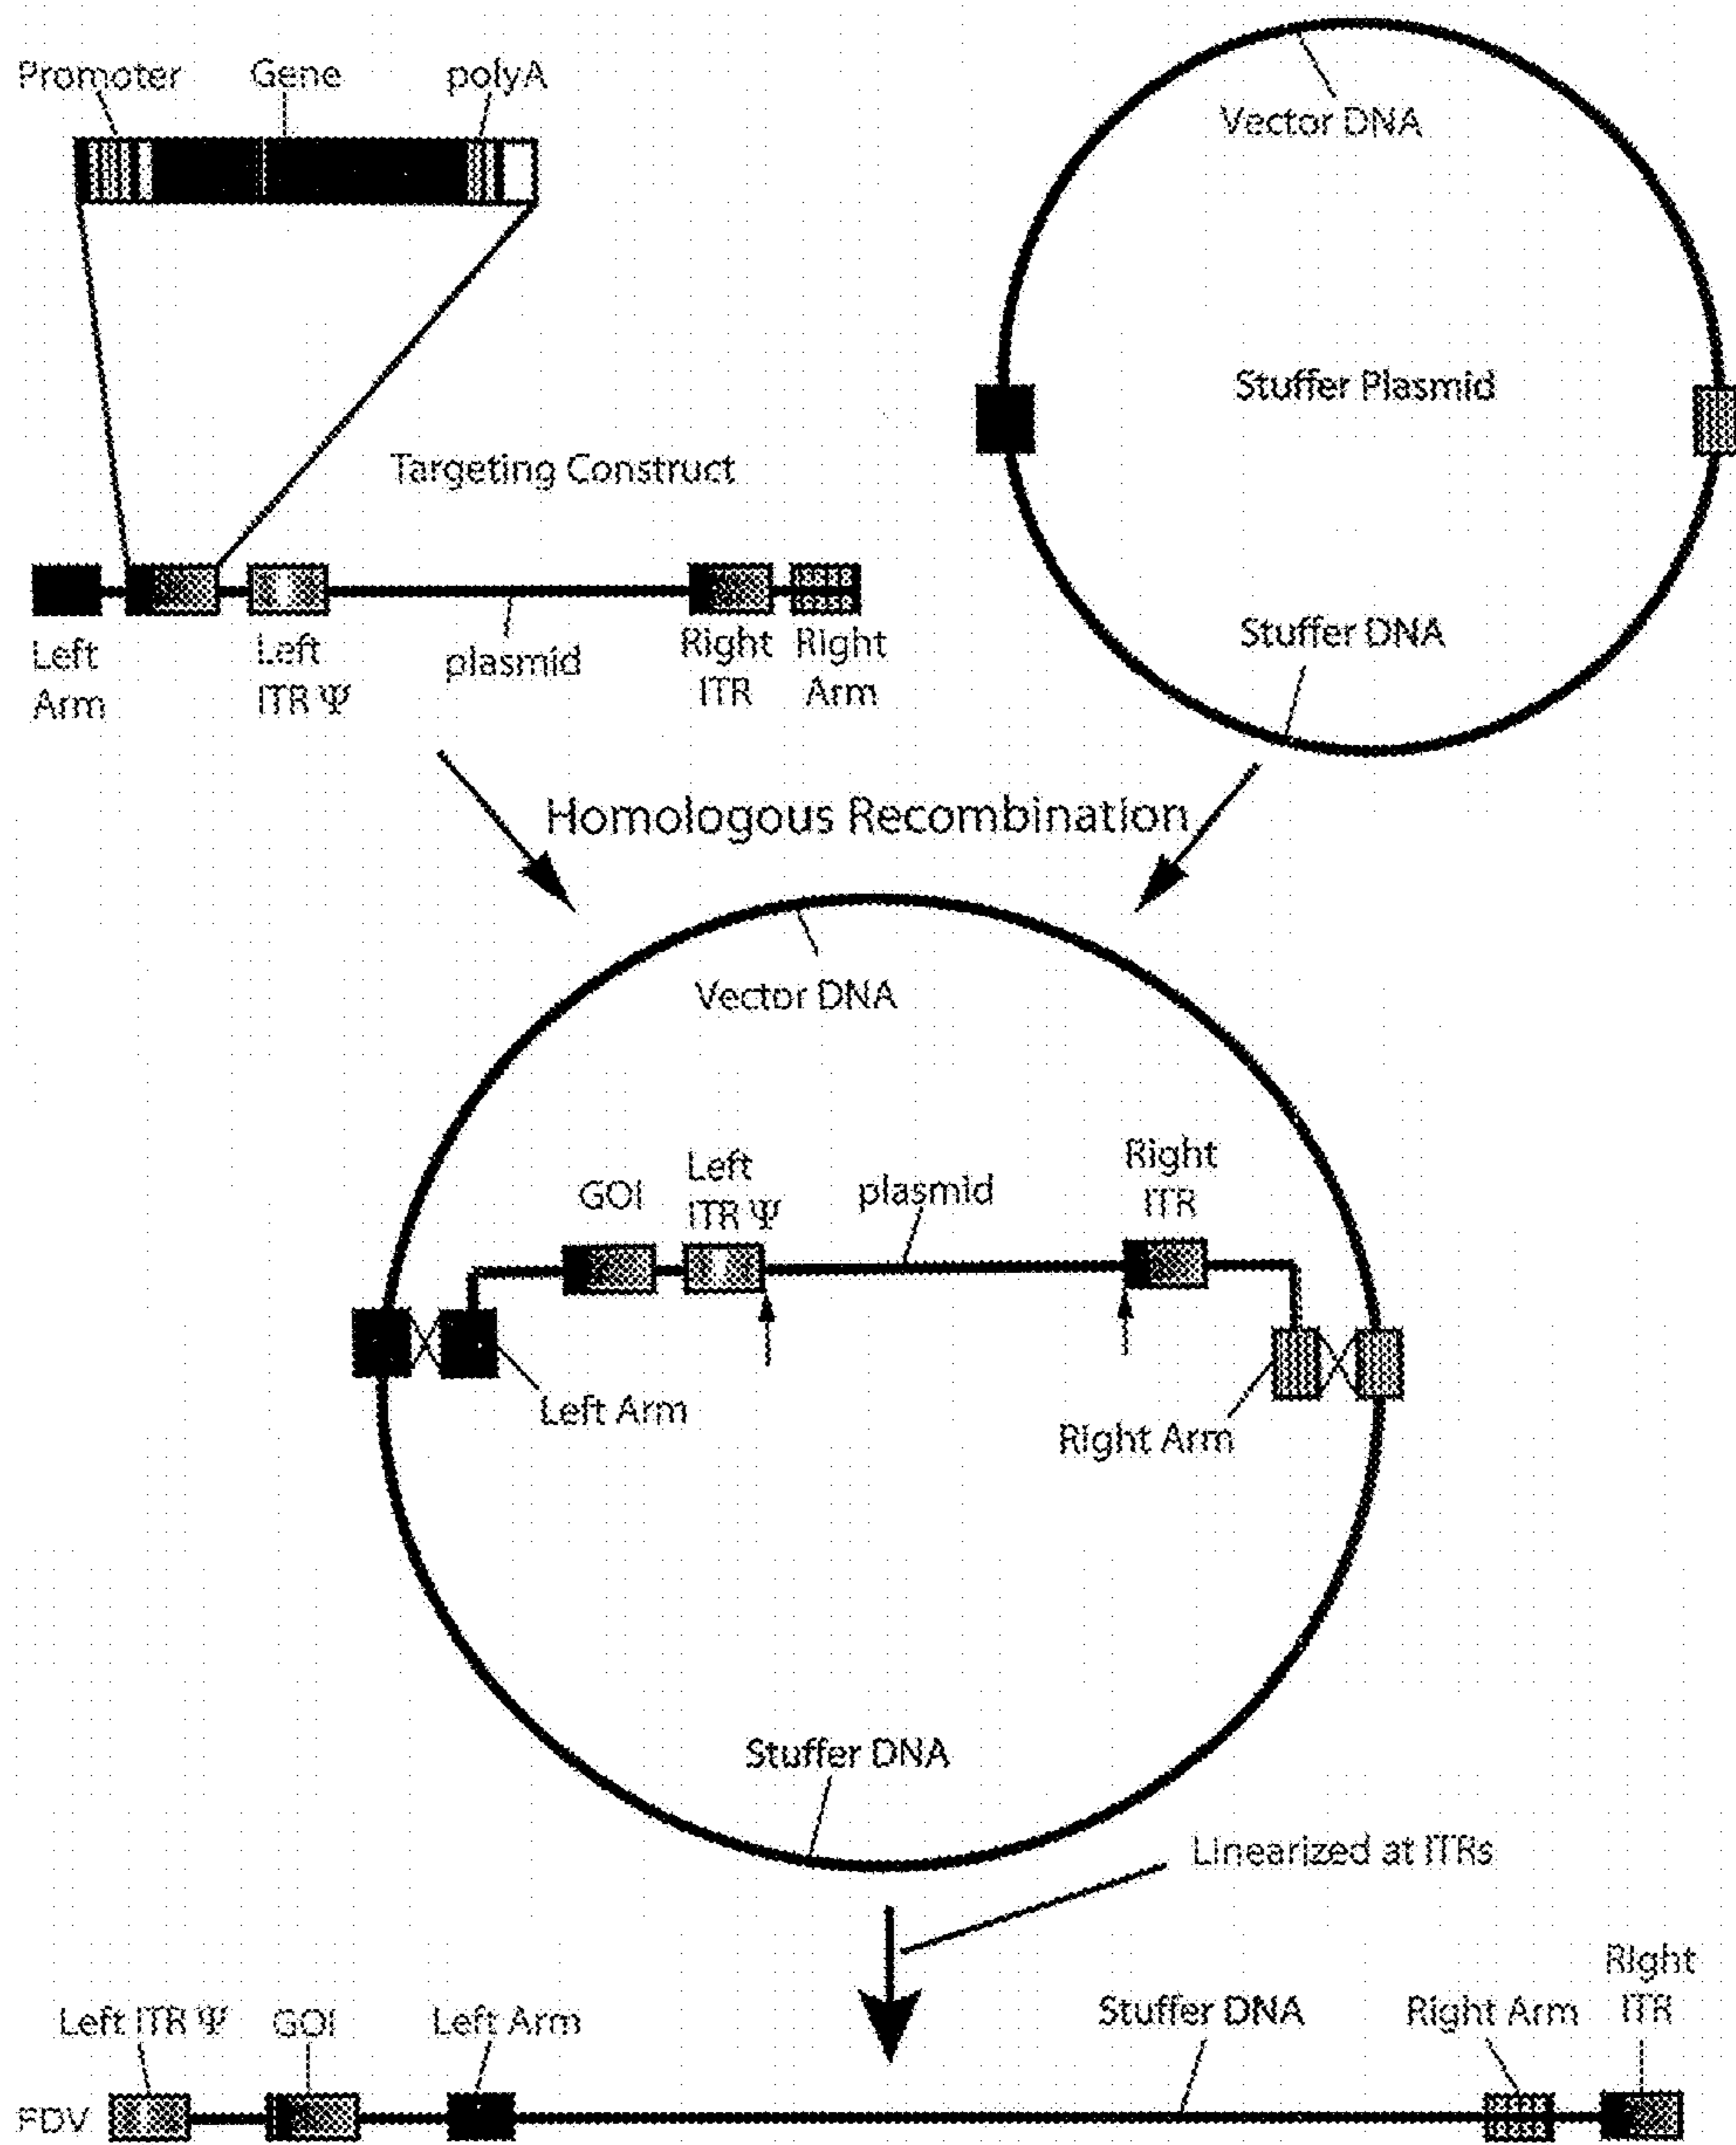 Promoter Gene polyA
Vector DNA
Stuffer Plasmid
Targeting Construct
Stuffer DNA
Left
Arm
Left
ITR Ψ
plasmid
Right
ITR
Right
Arm
Homologous Recombination
Vector DNA
GOI
Left
ITR Ψ
plasmid
Right
ITR
Left Arm
Right Arm
Stuffer DNA
Linearized at ITRs
Left ITR Ψ
GOI
Left Arm
Stuffer DNA
Right Arm
Right
ITR
FDV